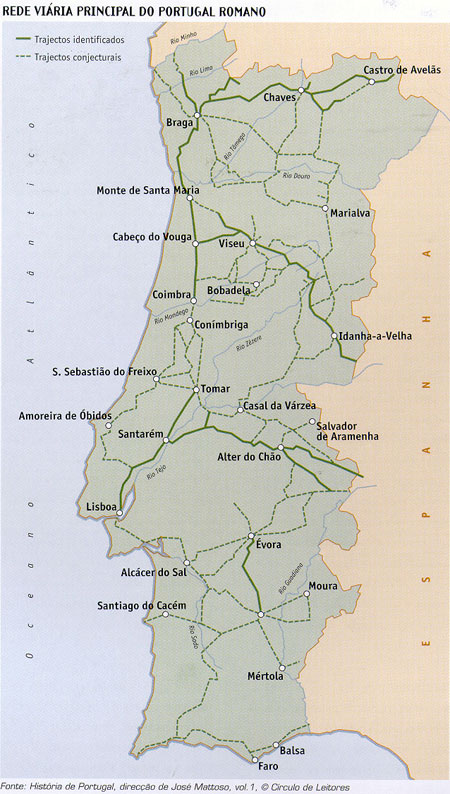 REDE VIÁRIA PRINCIPAL DO PORTUGAL ROMANO
Trajectos identificados
Trajectos conjecturais
Rio Minho
Rio Lima
Castro de Avelãs
Chaves
Braga
Rio Tâmega
Rio Douro
Monte de Santa Maria
Marialva
Cabeço do Vouga
Viseu
Bobadela
Coimbra
Rio Mondego
Conímbriga
Rio Zêzere
Idanha-a-Velha
S. Sebastião do Freixo
Tomar
Casal da Várzea
Amoreira de Óbidos
Salvador
de Aramenha
Santarém
Alter do Chão
Rio Tejo
Lisboa
Évora
Alcácer do Sal
Rio Guadiana
Moura
Santiago do Cacém
Rio Sado
Mértola
Balsa
Faro
Oceano Atlântico
ESPANHA
Fonte: História de Portugal, direcção de José Mattoso, vol.1, © Circulo de Leitores